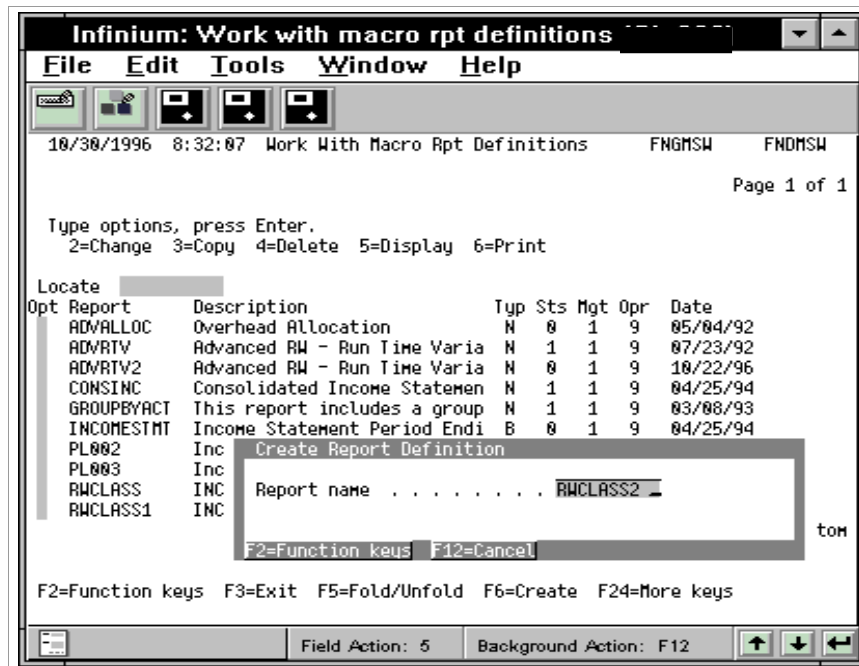 Infinium: Work with macro rpt definitions
File Edit Tools Window Help
10/30/1996 8:32:07 Work With Macro Rpt Definitions FNGMSW FNDMSW
Page 1 of 1
Type options, press Enter.
2=Change 3=Copy 4=Delete 5=Display 6=Print
Locate
Opt Report Description Typ Sts Mgt Opr Date
ADVALLOC Overhead Allocation N 0 1 9 05/04/92
ADVRTV Advanced RW - Run Time Varia N 1 1 9 07/23/92
ADVRTV2 Advanced RW - Run Time Varia N 0 1 9 10/22/96
CONSINC Consolidated Income Statemen N 1 1 9 04/25/94
GROUPBYACT This report includes a group N 1 1 9 03/08/93
INCOMESTMT Income Statement Period Endi B 0 1 9 04/25/94
PL002 Inc
PL003 Inc
RWCLASS INC
RWCLASS1 INC
Create Report Definition
Report name . . . . . . . . RWCLASS2
F2=Function keys F12=Cancel
tom
F2=Function keys F3=Exit F5=Fold/Unfold F6=Create F24=More keys
Field Action: 5 Background Action: F12